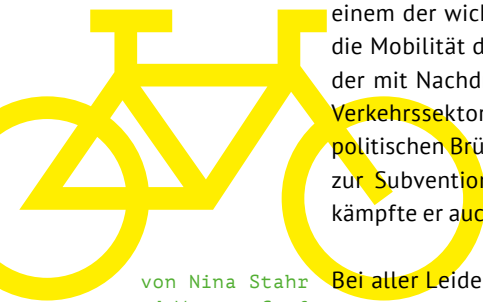 einem der wich
die Mobilität d
der mit Nachd
Verkehrssektor
politischen Brü
zur Subvention
kämpfte er auc
von Nina Stahr
Bei aller Leide